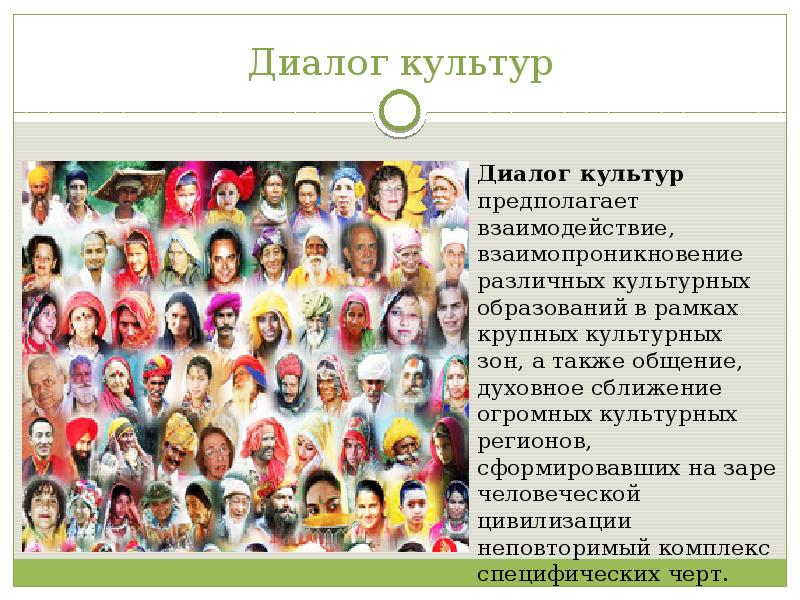 Диалог культур
Диалог культур
предполагает
взаимодействие,
взаимопроникновение
различных культурных
образований в рамках
крупных культурных
зон, а также общение,
духовное сближение
огромных культурных
регионов,
сформировавших на заре
человеческой
цивилизации
неповторимый комплекс
специфических черт.